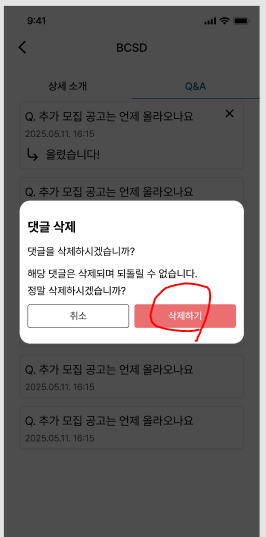 9:41
BCSD
상세 소개
Q&A
Q. 추가 모집 공고는 언제 올라오나요
2025.05.11. 16:15
올렸습니다!
Q. 추가 모집 공고는 언제 올라오나요
댓글 삭제
댓글을 삭제하시겠습니까?
해당 댓글은 삭제되며 되돌릴 수 없습니다.
정말 삭제하시겠습니까?
취소
삭제하기
Q. 추가 모집 공고는 언제 올라오나요
2025.05.11. 16:15
Q. 추가 모집 공고는 언제 올라오나요
2025.05.11. 16:15